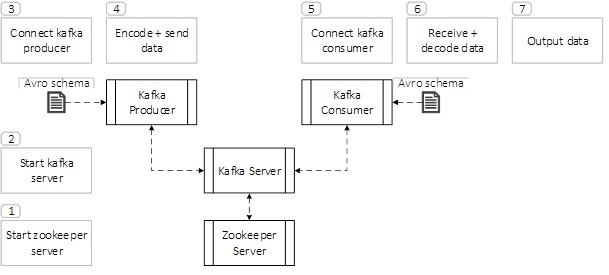 3
4
5
6
7
Connect kafka
producer
Encode + send
data
Connect kafka
consumer
Receive +
decode data
Output data
Avro schema
Kafka
Producer
Kafka
Consumer
Avro schema
2
Start kafka
server
Kafka Server
1
Start zookeeper
server
Zookeeper
Server